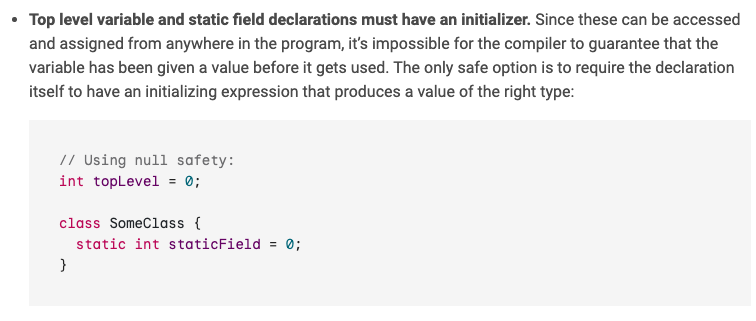 • Top level variable and static field declarations must have an initializer. Since these can be accessed
and assigned from anywhere in the program, it’s impossible for the compiler to guarantee that the
variable has been given a value before it gets used. The only safe option is to require the declaration
itself to have an initializing expression that produces a value of the right type:
// Using null safety:
int topLevel = 0;
class SomeClass {
  static int staticField = 0;
}